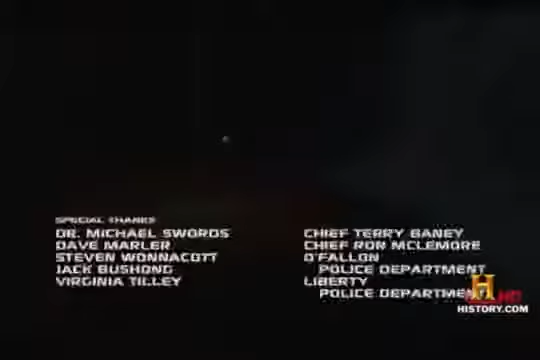 SPECIAL THANKS
DR. MICHAEL SWORDS
DAVE MARLER
STEVEN WONNACOTT
JACK BUSHONG
VIRGINIA TILLEY
CHIEF TERRY BANEY
CHIEF RON MCLEMORE
O'FALLON
POLICE DEPARTMENT
LIBERTY
POLICE DEPARTMENT
H
HD
HISTORY.COM